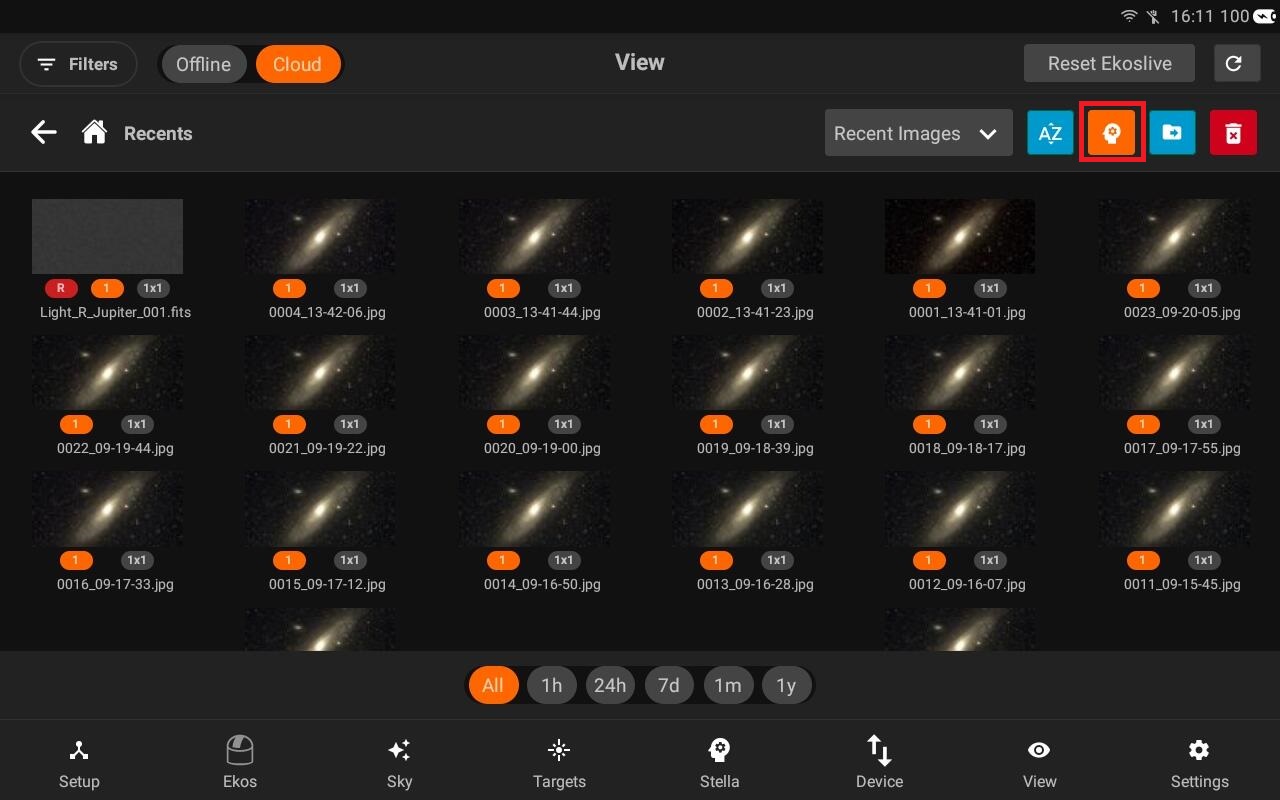 16:11 100
Filters Offline Cloud View Reset Ekoslive
Recents Recent Images AZ
R 1 1x1 1 1x1 1 1x1 1 1x1 1 1x1 1 1x1
Light_R_Jupiter_001.fits 0004_13-42-06.jpg 0003_13-41-44.jpg 0002_13-41-23.jpg 0001_13-41-01.jpg 0023_09-20-05.jpg
1 1x1 1 1x1 1 1x1 1 1x1 1 1x1 1 1x1
0022_09-19-44.jpg 0021_09-19-22.jpg 0020_09-19-00.jpg 0019_09-18-39.jpg 0018_09-18-17.jpg 0017_09-17-55.jpg
1 1x1 1 1x1 1 1x1 1 1x1 1 1x1 1 1x1
0016_09-17-33.jpg 0015_09-17-12.jpg 0014_09-16-50.jpg 0013_09-16-28.jpg 0012_09-16-07.jpg 0011_09-15-45.jpg
All 1h 24h 7d 1m 1y
Setup Ekos Sky Targets Stella Device View Settings